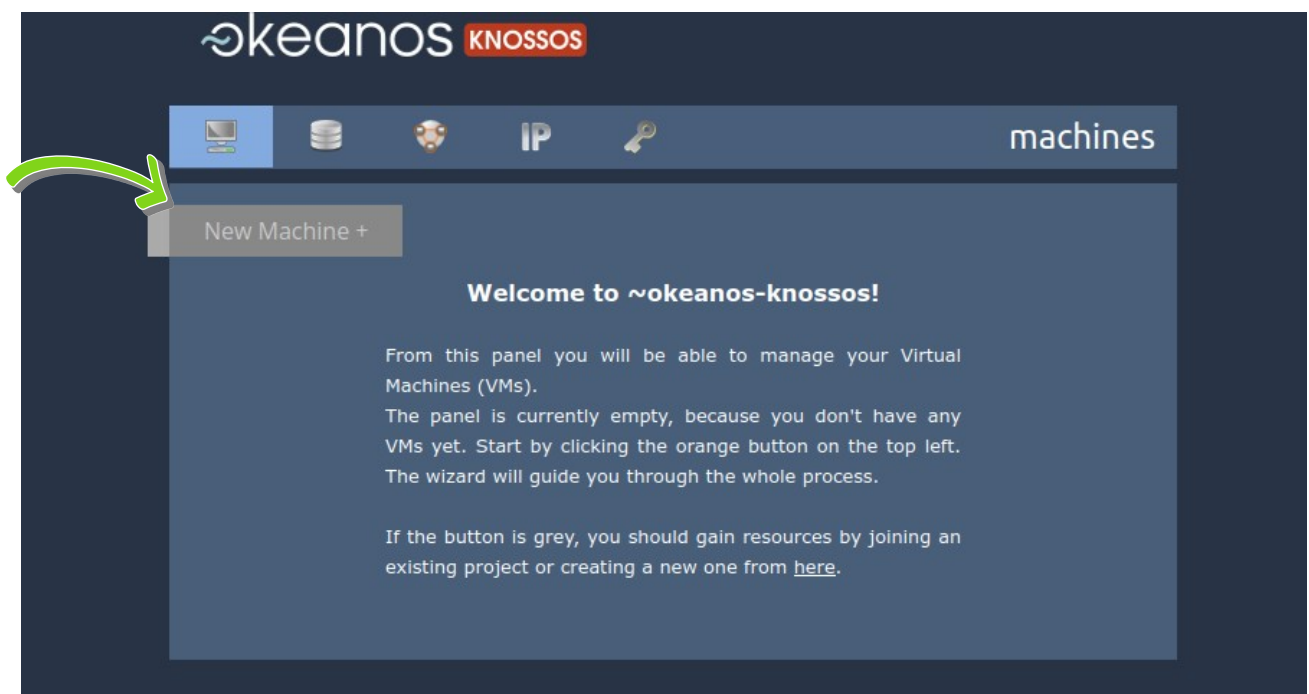 ~okeanos KNOSSOS
IP
machines
New Machine +
Welcome to ~okeanos-knossos!
From this panel you will be able to manage your Virtual
Machines (VMs).
The panel is currently empty, because you don't have any
VMs yet. Start by clicking the orange button on the top left.
The wizard will guide you through the whole process.
If the button is grey, you should gain resources by joining an
existing project or creating a new one from here.